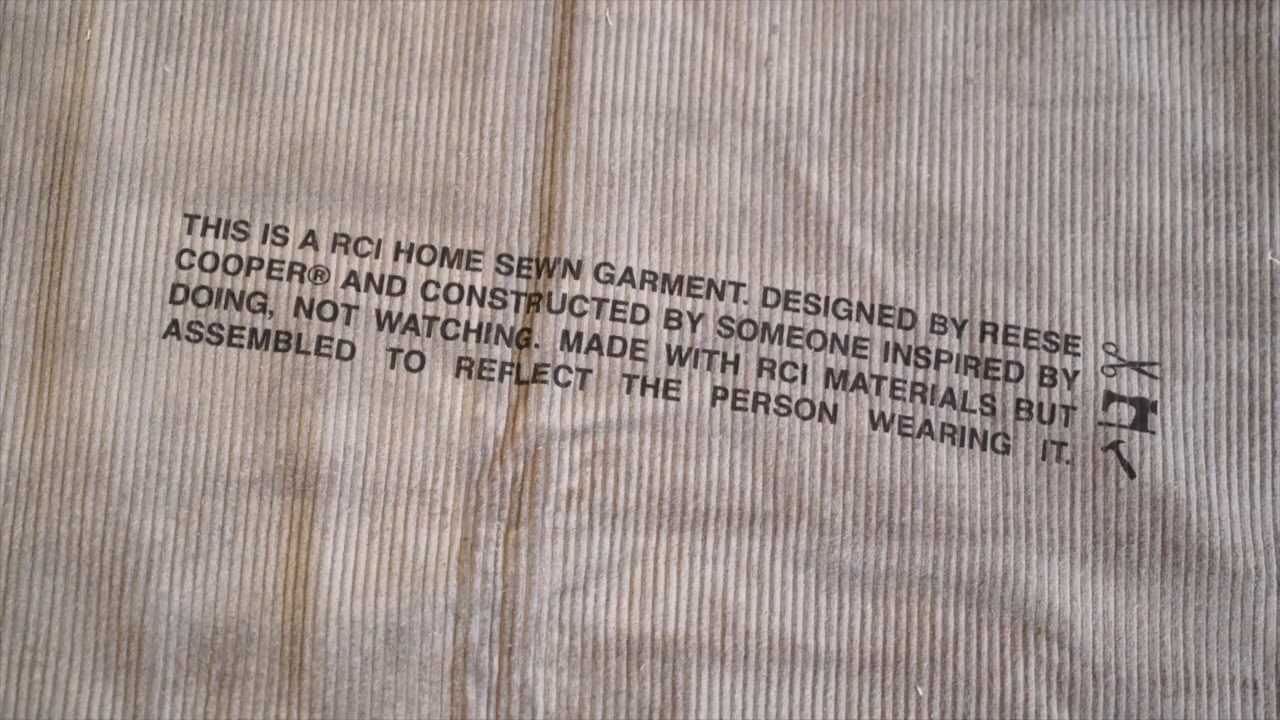 THIS IS A RCI HOME SEWN GARMENT. DESIGNED BY REESE
COOPER® AND CONSTRUCTED BY SOMEONE INSPIRED BY
DOING, NOT WATCHING. MADE WITH RCI MATERIALS BUT
ASSEMBLED TO REFLECT THE PERSON WEARING IT.